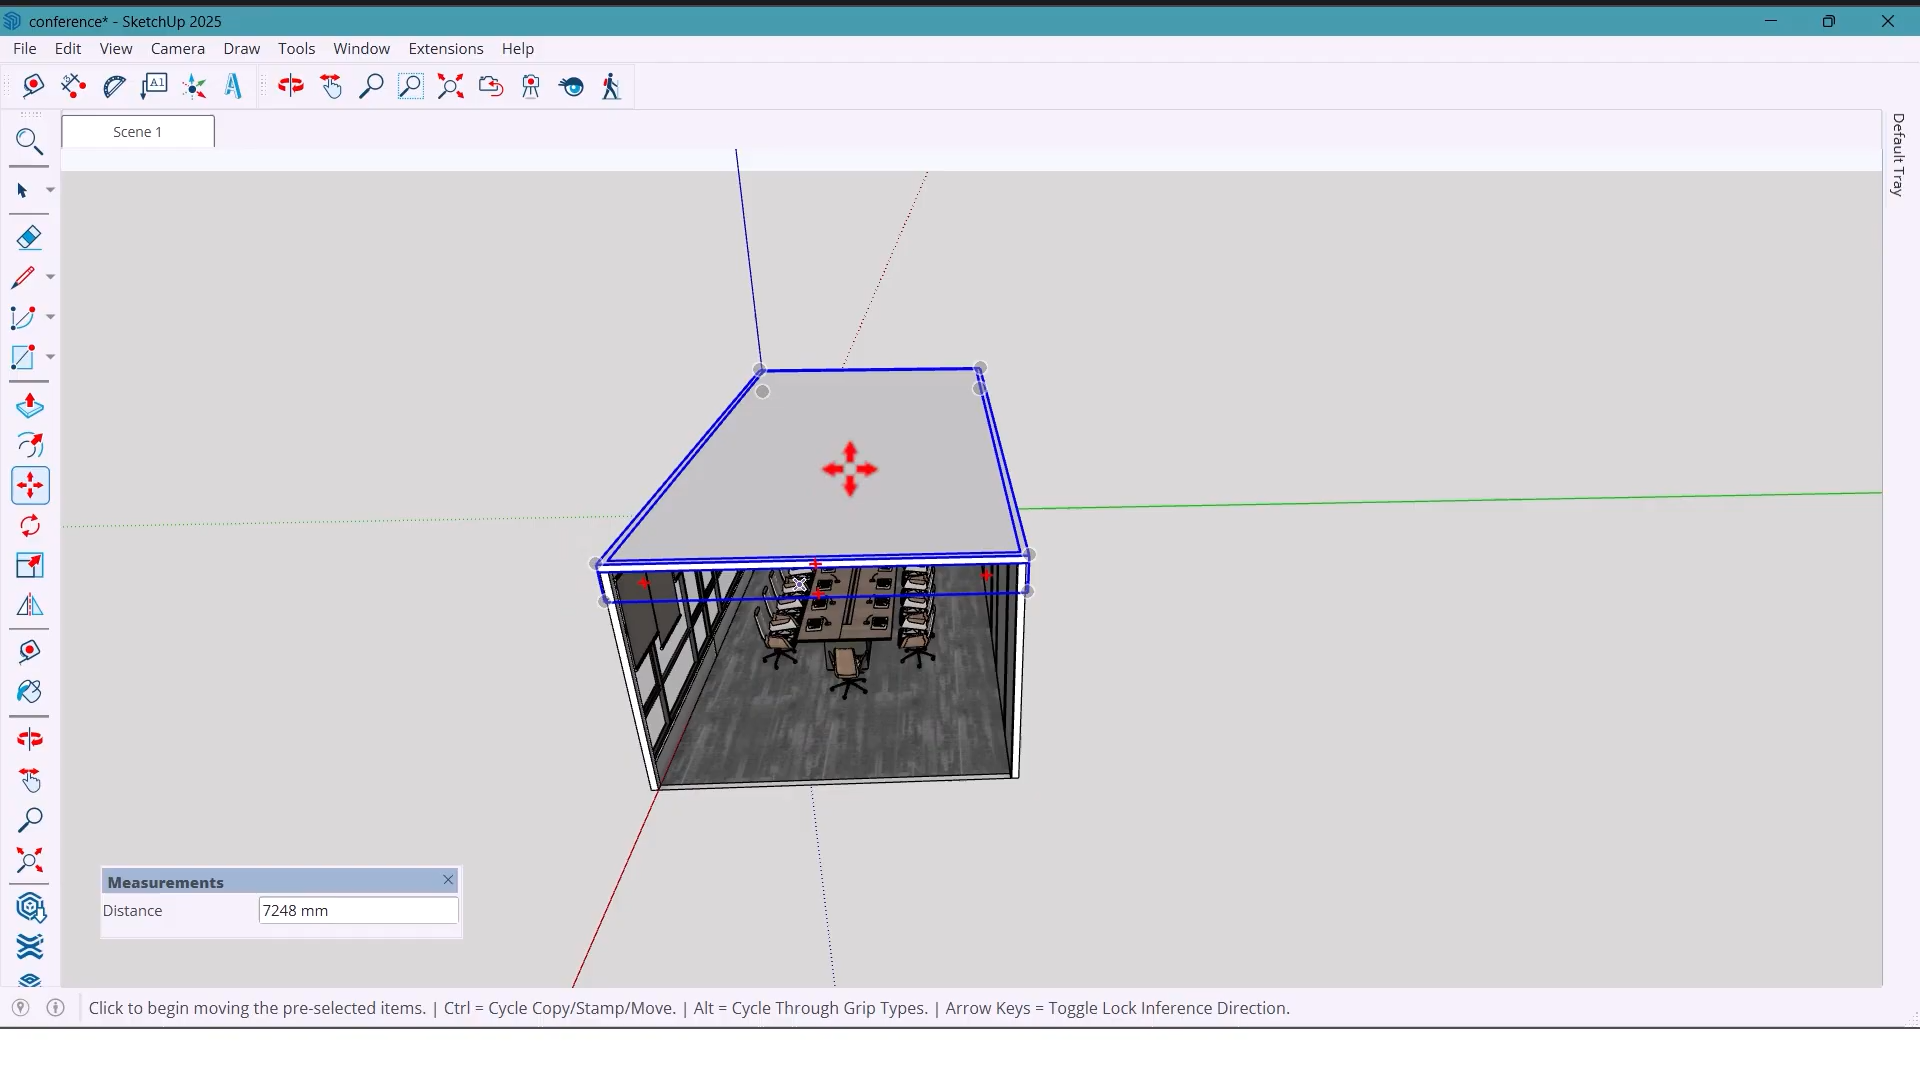 conference* - SketchUp 2025
File Edit View Camera Draw Tools Window Extensions Help
A1
Scene 1
Default Tray
Measurements
Distance 7248 mm
Click to begin moving the pre-selected items. | Ctrl = Cycle Copy/Stamp/Move. | Alt = Cycle Through Grip Types. | Arrow Keys = Toggle Lock Inference Direction.